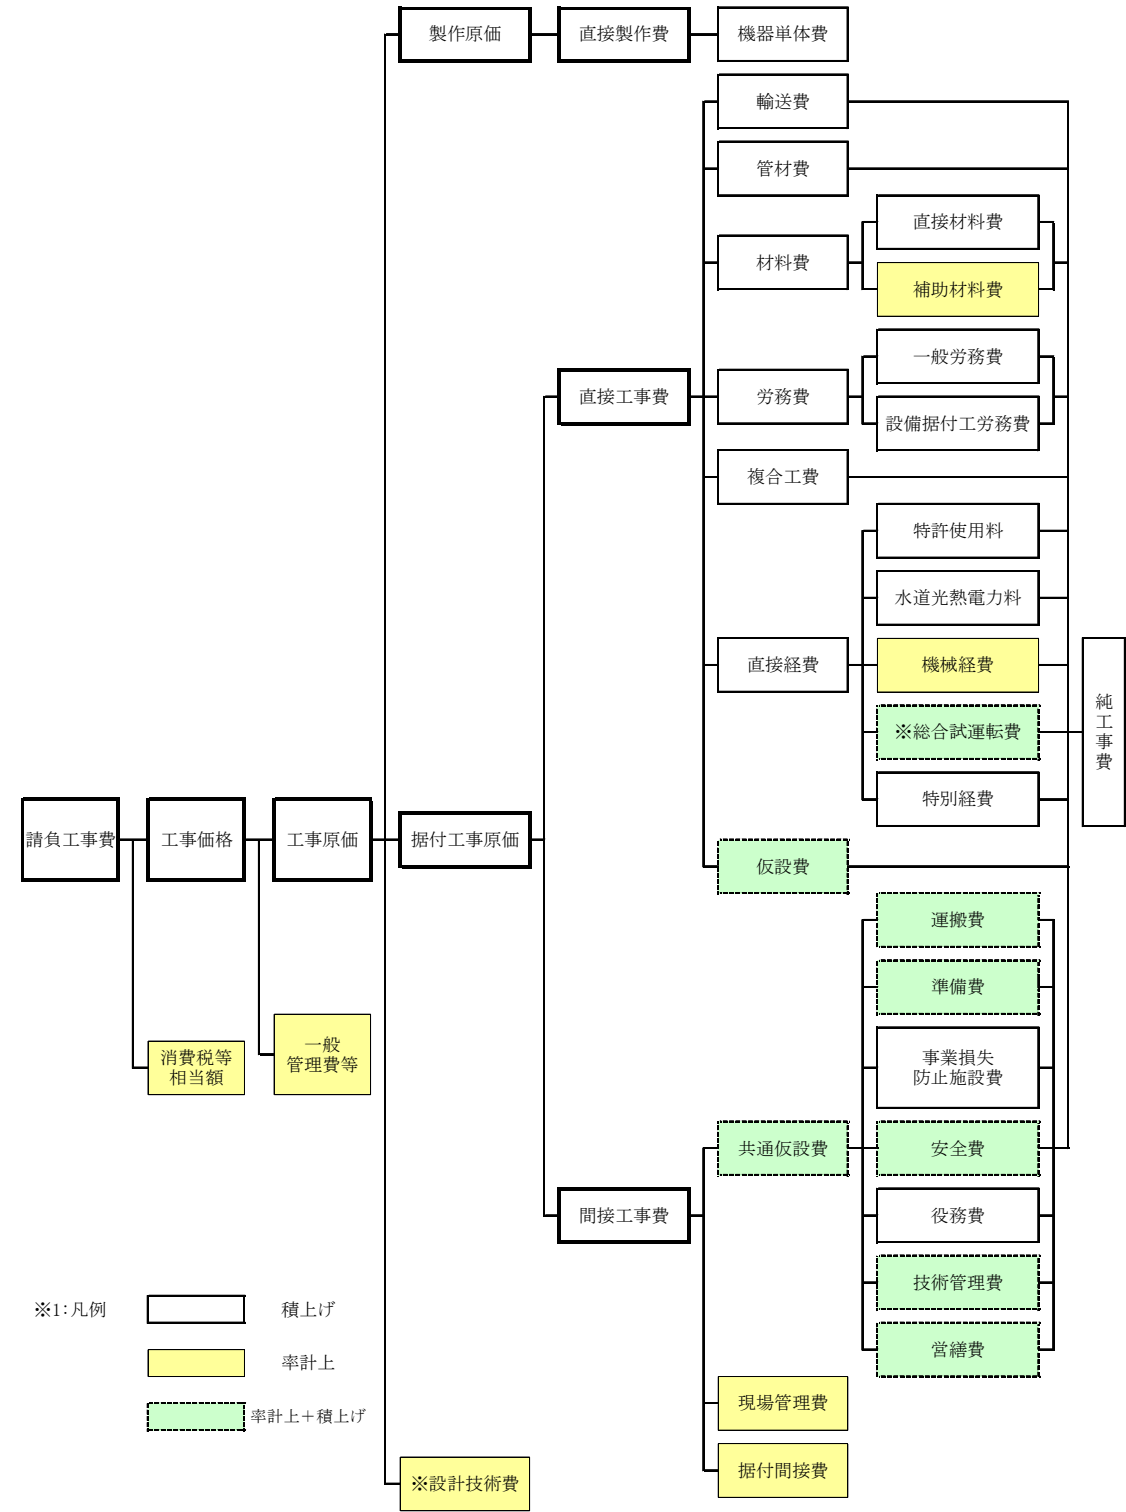 製作原価
直接製作費
機器単体費
輸送費
管材費
直接材料費
材料費
補助材料費
一般労務費
直接工事費
労務費
設備据付工労務費
複合工費
特許使用料
水道光熱電力料
直接経費
機械経費
純工事費
※総合試運転費
特別経費
請負工事費
工事価格
工事原価
据付工事原価
仮設費
運搬費
準備費
一般
管理費等
消費税等
相当額
事業損失
防止施設費
共通仮設費
安全費
間接工事費
役務費
技術管理費
※1：凡例
積上げ
営繕費
率計上
現場管理費
率計上＋積上げ
据付間接費
※設計技術費